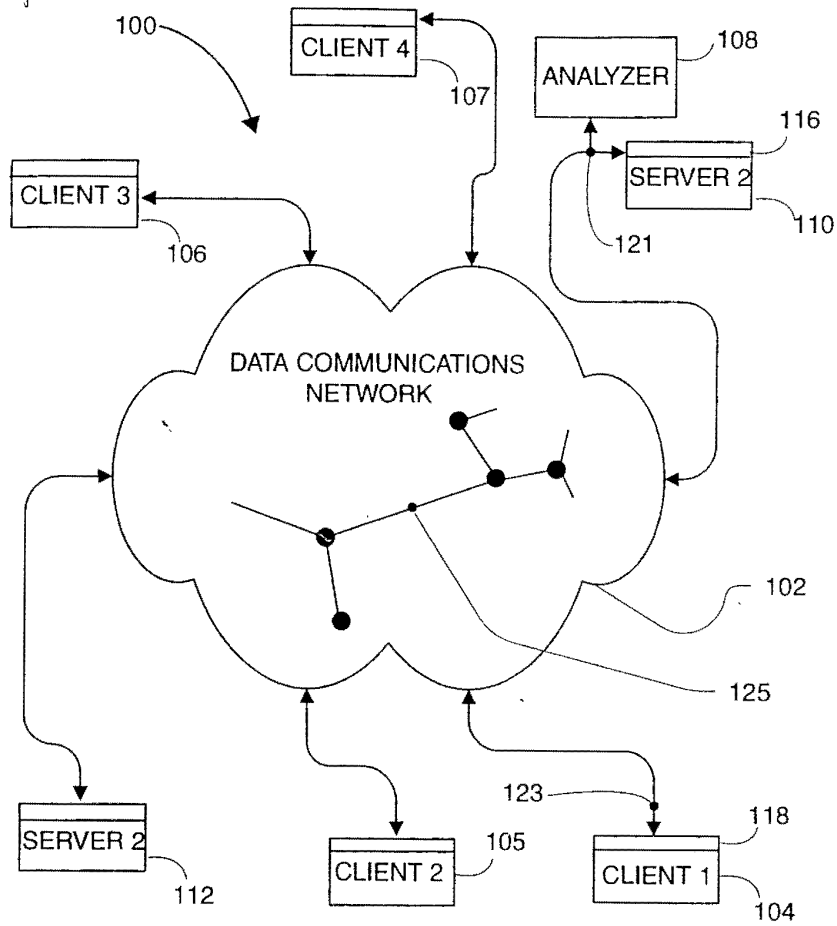 100
CLIENT 4
107
ANALYZER
108
116
SERVER 2
110
121
CLIENT 3
106
DATA COMMUNICATIONS
NETWORK
102
125
123
118
SERVER 2
112
CLIENT 2
105
CLIENT 1
104